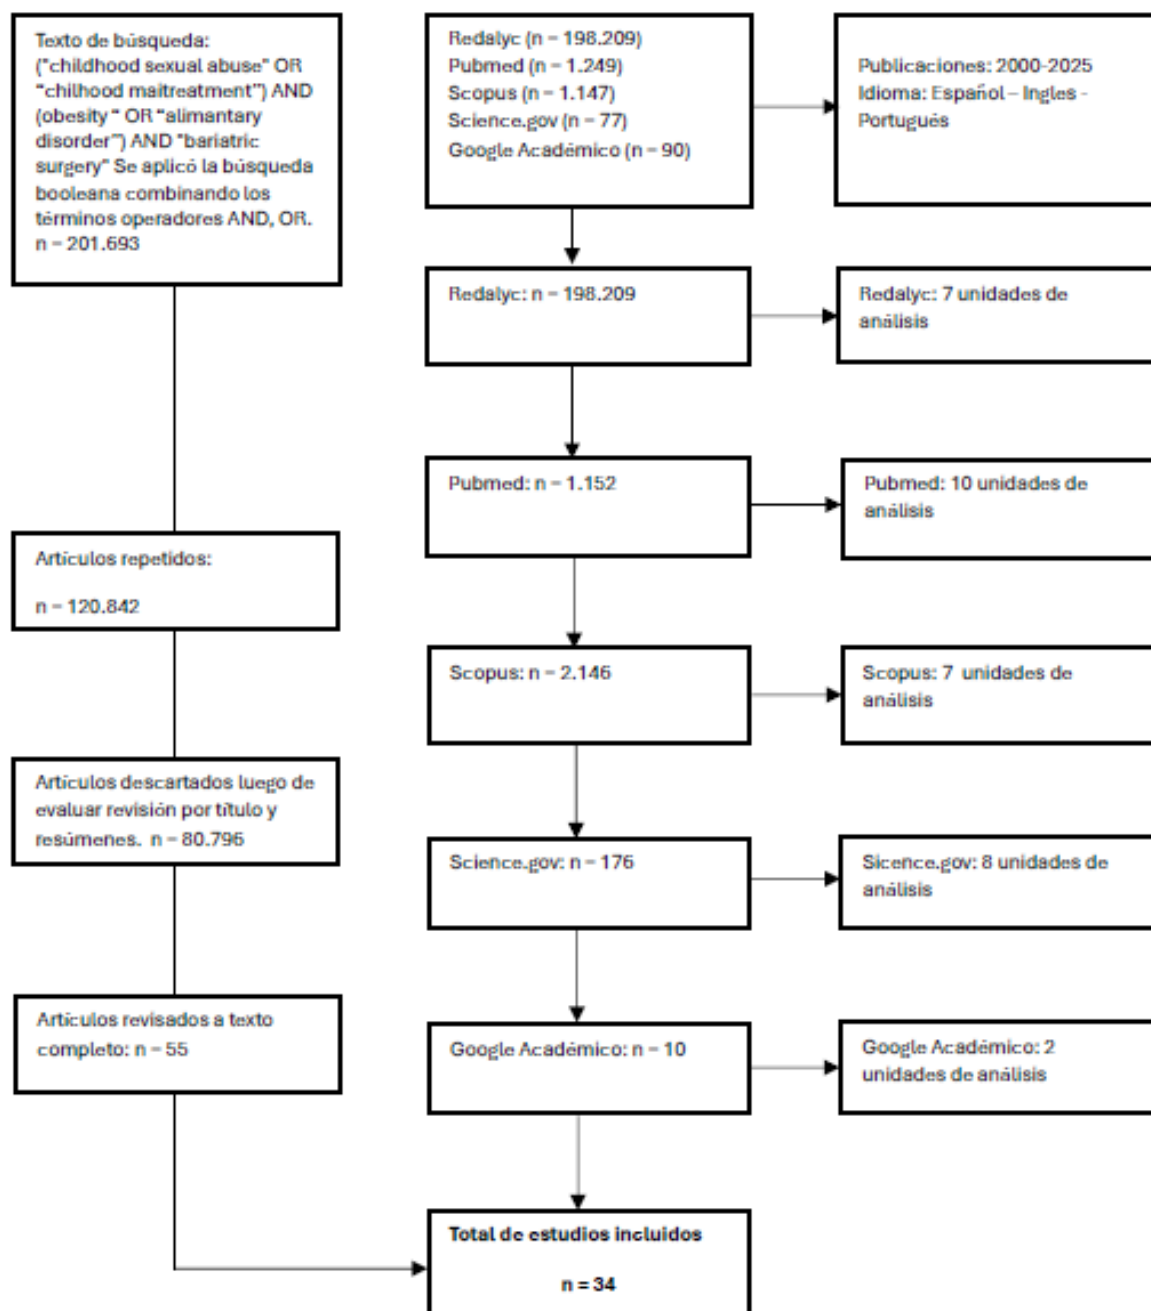 Texto de búsqueda:
("childhood sexual abuse" OR
"chilhood maitreatment") AND
(obesity " OR "alimantary
disorder") AND "bariatric
surgery" Se aplicó la búsqueda
booleana combinando los
términos operadores AND, OR.
n = 201.693
Artículos repetidos:
n = 120.842
Artículos descartados luego de
evaluar revisión por título y
resúmenes. n = 80.796
Artículos revisados a texto
completo: n = 55
Redalyc (n = 198.209)
Pubmed (n = 1.249)
Scopus (n = 1.147)
Science.gov (n = 77)
Google Académico (n = 90)
Publicaciones: 2000-2025
Idioma: Español – Ingles -
Portugués
Redalyc: n = 198.209
Redalyc: 7 unidades de
análisis
Pubmed: n = 1.152
Pubmed: 10 unidades de
análisis
Scopus: n = 2.146
Scopus: 7 unidades de
análisis
Science.gov: n = 176
Sicence.gov: 8 unidades de
análisis
Google Académico: n = 10
Google Académico: 2
unidades de análisis
Total de estudios incluidos
n = 34